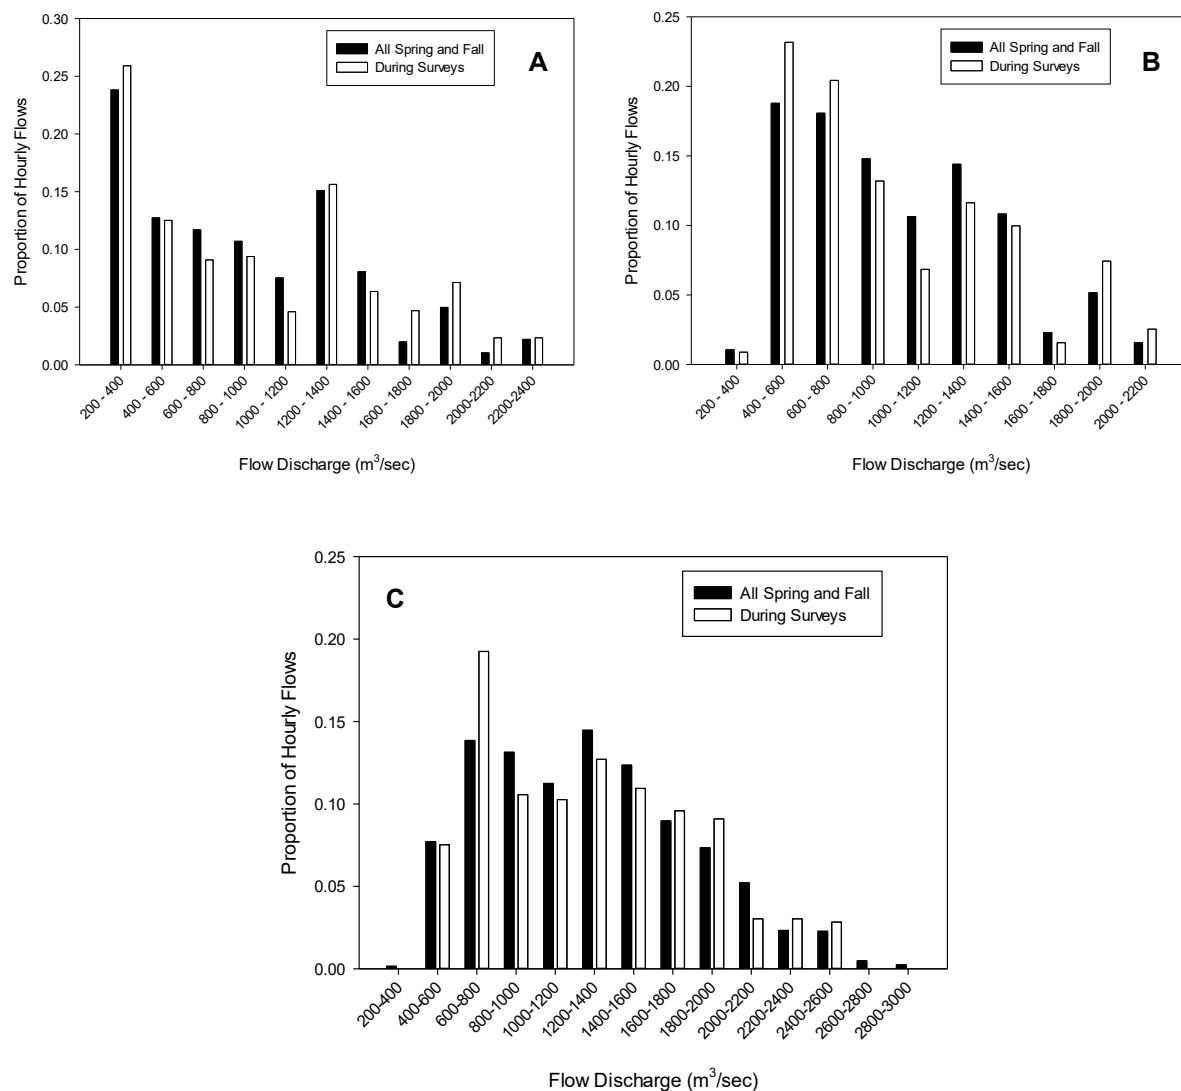 A
All Spring and Fall
During Surveys
Proportion of Hourly Flows
0.30
0.25
0.20
0.15
0.10
0.05
0.00
200 - 400
400 - 600
600 - 800
800 - 1000
1000 - 1200
1200 - 1400
1400 - 1600
1600 - 1800
1800 - 2000
2000-2200
2200-2400
Flow Discharge (m³/sec)
B
All Spring and Fall
During Surveys
Proportion of Hourly Flows
0.25
0.20
0.15
0.10
0.05
0.00
200 - 400
400 - 600
600 - 800
800 - 1000
1000 - 1200
1200 - 1400
1400 - 1600
1600 - 1800
1800 - 2000
2000 - 2200
Flow Discharge (m³/sec)
C
All Spring and Fall
During Surveys
Proportion of Hourly Flows
0.25
0.20
0.15
0.10
0.05
0.00
200-400
400-600
600-800
800-1000
1000-1200
1200-1400
1400-1600
1600-1800
1800-2000
2000-2200
2200-2400
2400-2600
2600-2800
2800-3000
Flow Discharge (m³/sec)